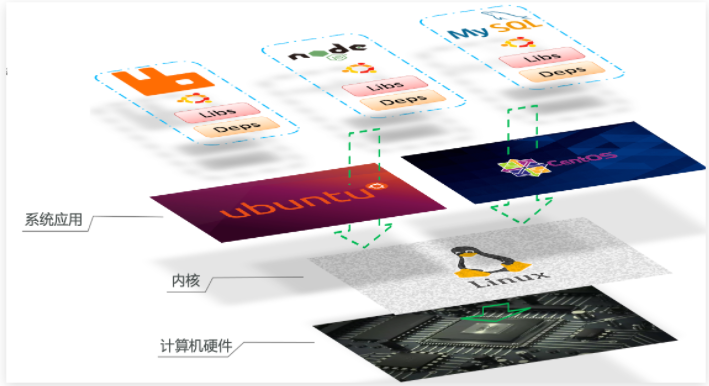 node
JS
MySQL
Libs
Deps
Libs
Deps
Libs
Deps
ubuntu
CentOS
系统应用
内核
Linux
计算机硬件